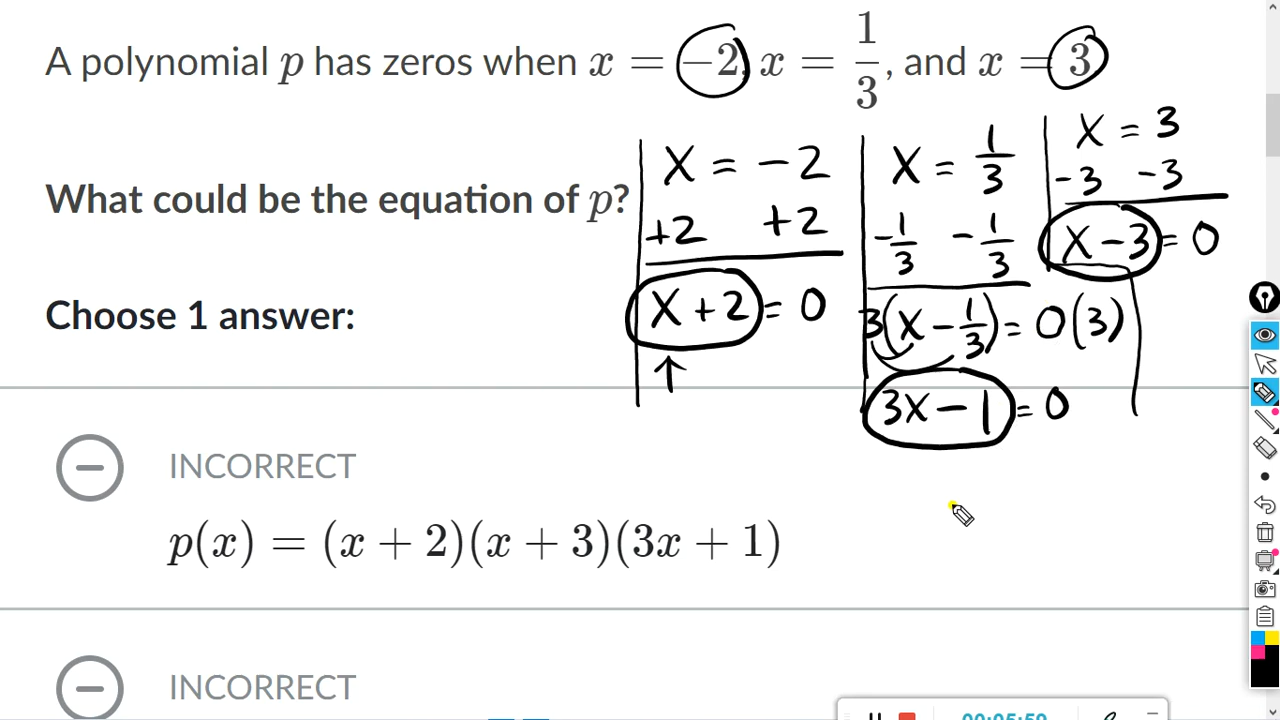 A polynomial p has zeros when x = −2, x = 1/3, and x = 3
What could be the equation of p?
x = −2
+2 +2
x + 2 = 0
x = 1/3
−1/3 −1/3
3(x − 1/3) = 0(3)
3x − 1 = 0
x = 3
−3 −3
x − 3 = 0
Choose 1 answer:
INCORRECT
p(x) = (x + 2)(x + 3)(3x + 1)
INCORRECT